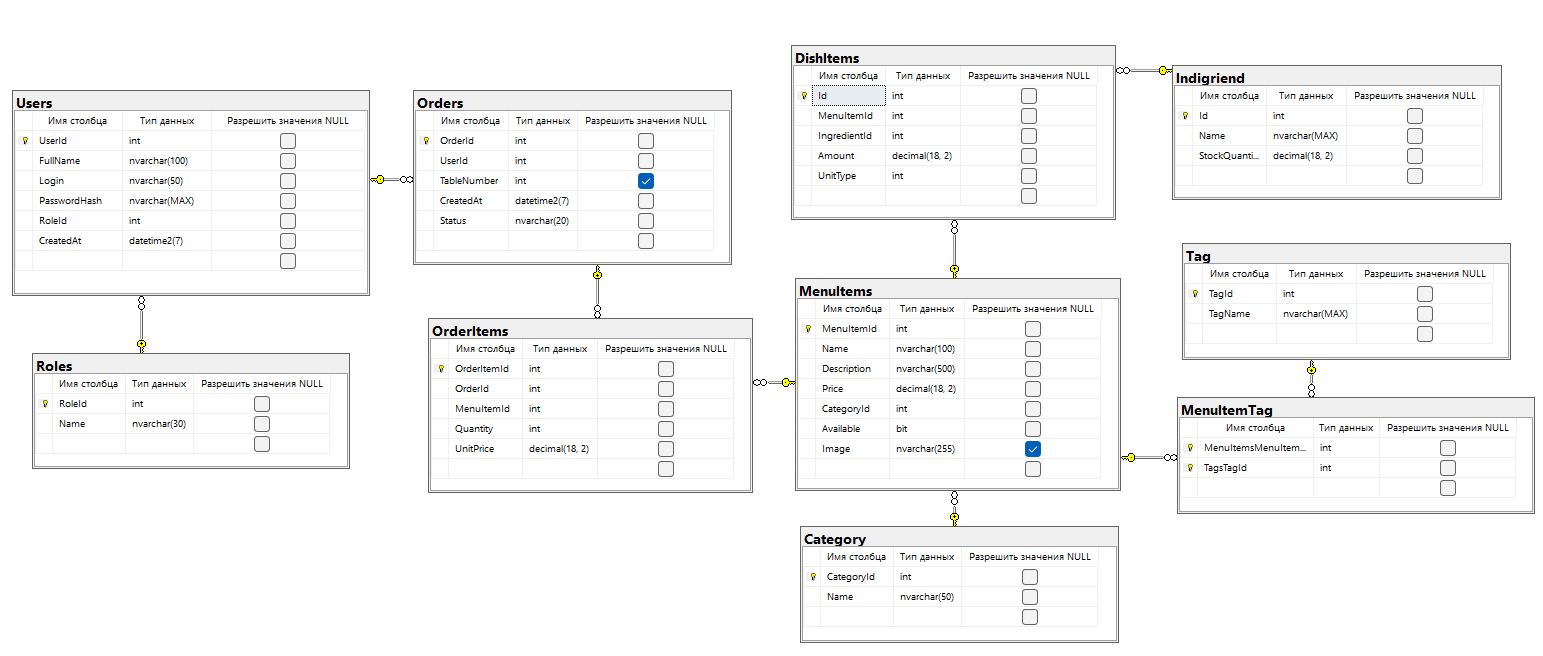 Users
Имя столбца Тип данных Разрешить значения NULL
UserId int
FullName nvarchar(100)
Login nvarchar(50)
PasswordHash nvarchar(MAX)
RoleId int
CreatedAt datetime2(7)
Roles
Имя столбца Тип данных Разрешить значения NULL
RoleId int
Name nvarchar(30)
Orders
Имя столбца Тип данных Разрешить значения NULL
OrderId int
UserId int
TableNumber int
CreatedAt datetime2(7)
Status nvarchar(20)
OrderItems
Имя столбца Тип данных Разрешить значения NULL
OrderItemId int
OrderId int
MenuItemId int
Quantity int
UnitPrice decimal(18, 2)
DishItems
Имя столбца Тип данных Разрешить значения NULL
Id int
MenuItemId int
IngredientId int
Amount decimal(18, 2)
UnitType int
MenuItems
Имя столбца Тип данных Разрешить значения NULL
MenuItemId int
Name nvarchar(100)
Description nvarchar(500)
Price decimal(18, 2)
CategoryId int
Available bit
Image nvarchar(255)
Category
Имя столбца Тип данных Разрешить значения NULL
CategoryId int
Name nvarchar(50)
Indigriend
Имя столбца Тип данных Разрешить значения NULL
Id int
Name nvarchar(MAX)
StockQuanti... decimal(18, 2)
Tag
Имя столбца Тип данных Разрешить значения NULL
TagId int
TagName nvarchar(MAX)
MenuItemTag
Имя столбца Тип данных Разрешить значения NULL
MenuItemsMenuItem... int
TagsTagId int